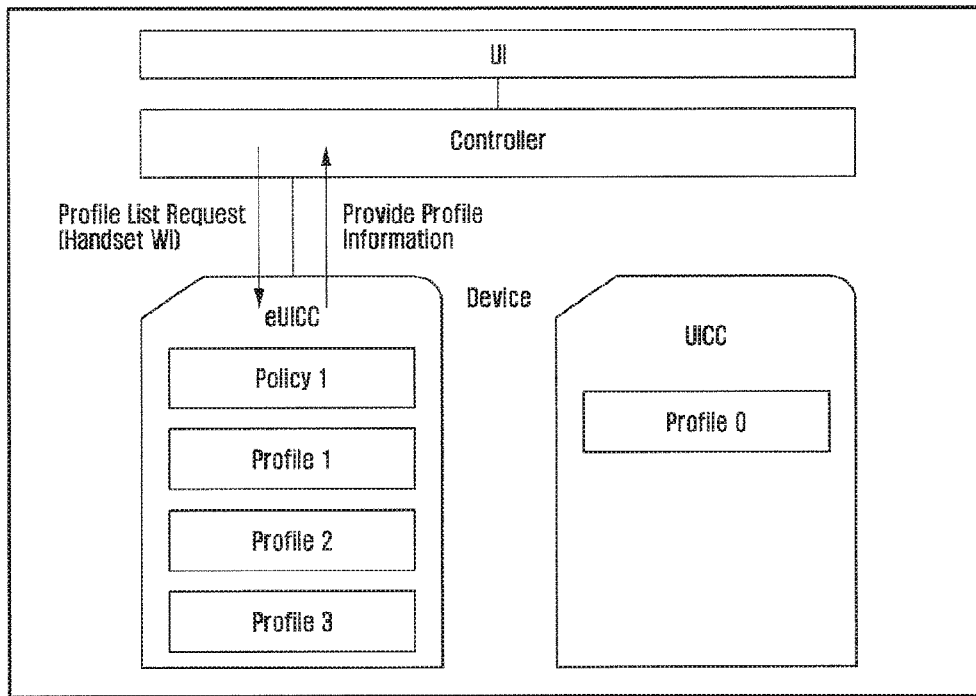 UI
Controller
Profile List Request
(Handset WI)
Provide Profile
Information
Device
eUICC
Policy 1
Profile 1
Profile 2
Profile 3
UICC
Profile 0